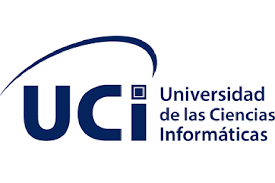 UCi
Universidad
de las Ciencias
Informáticas